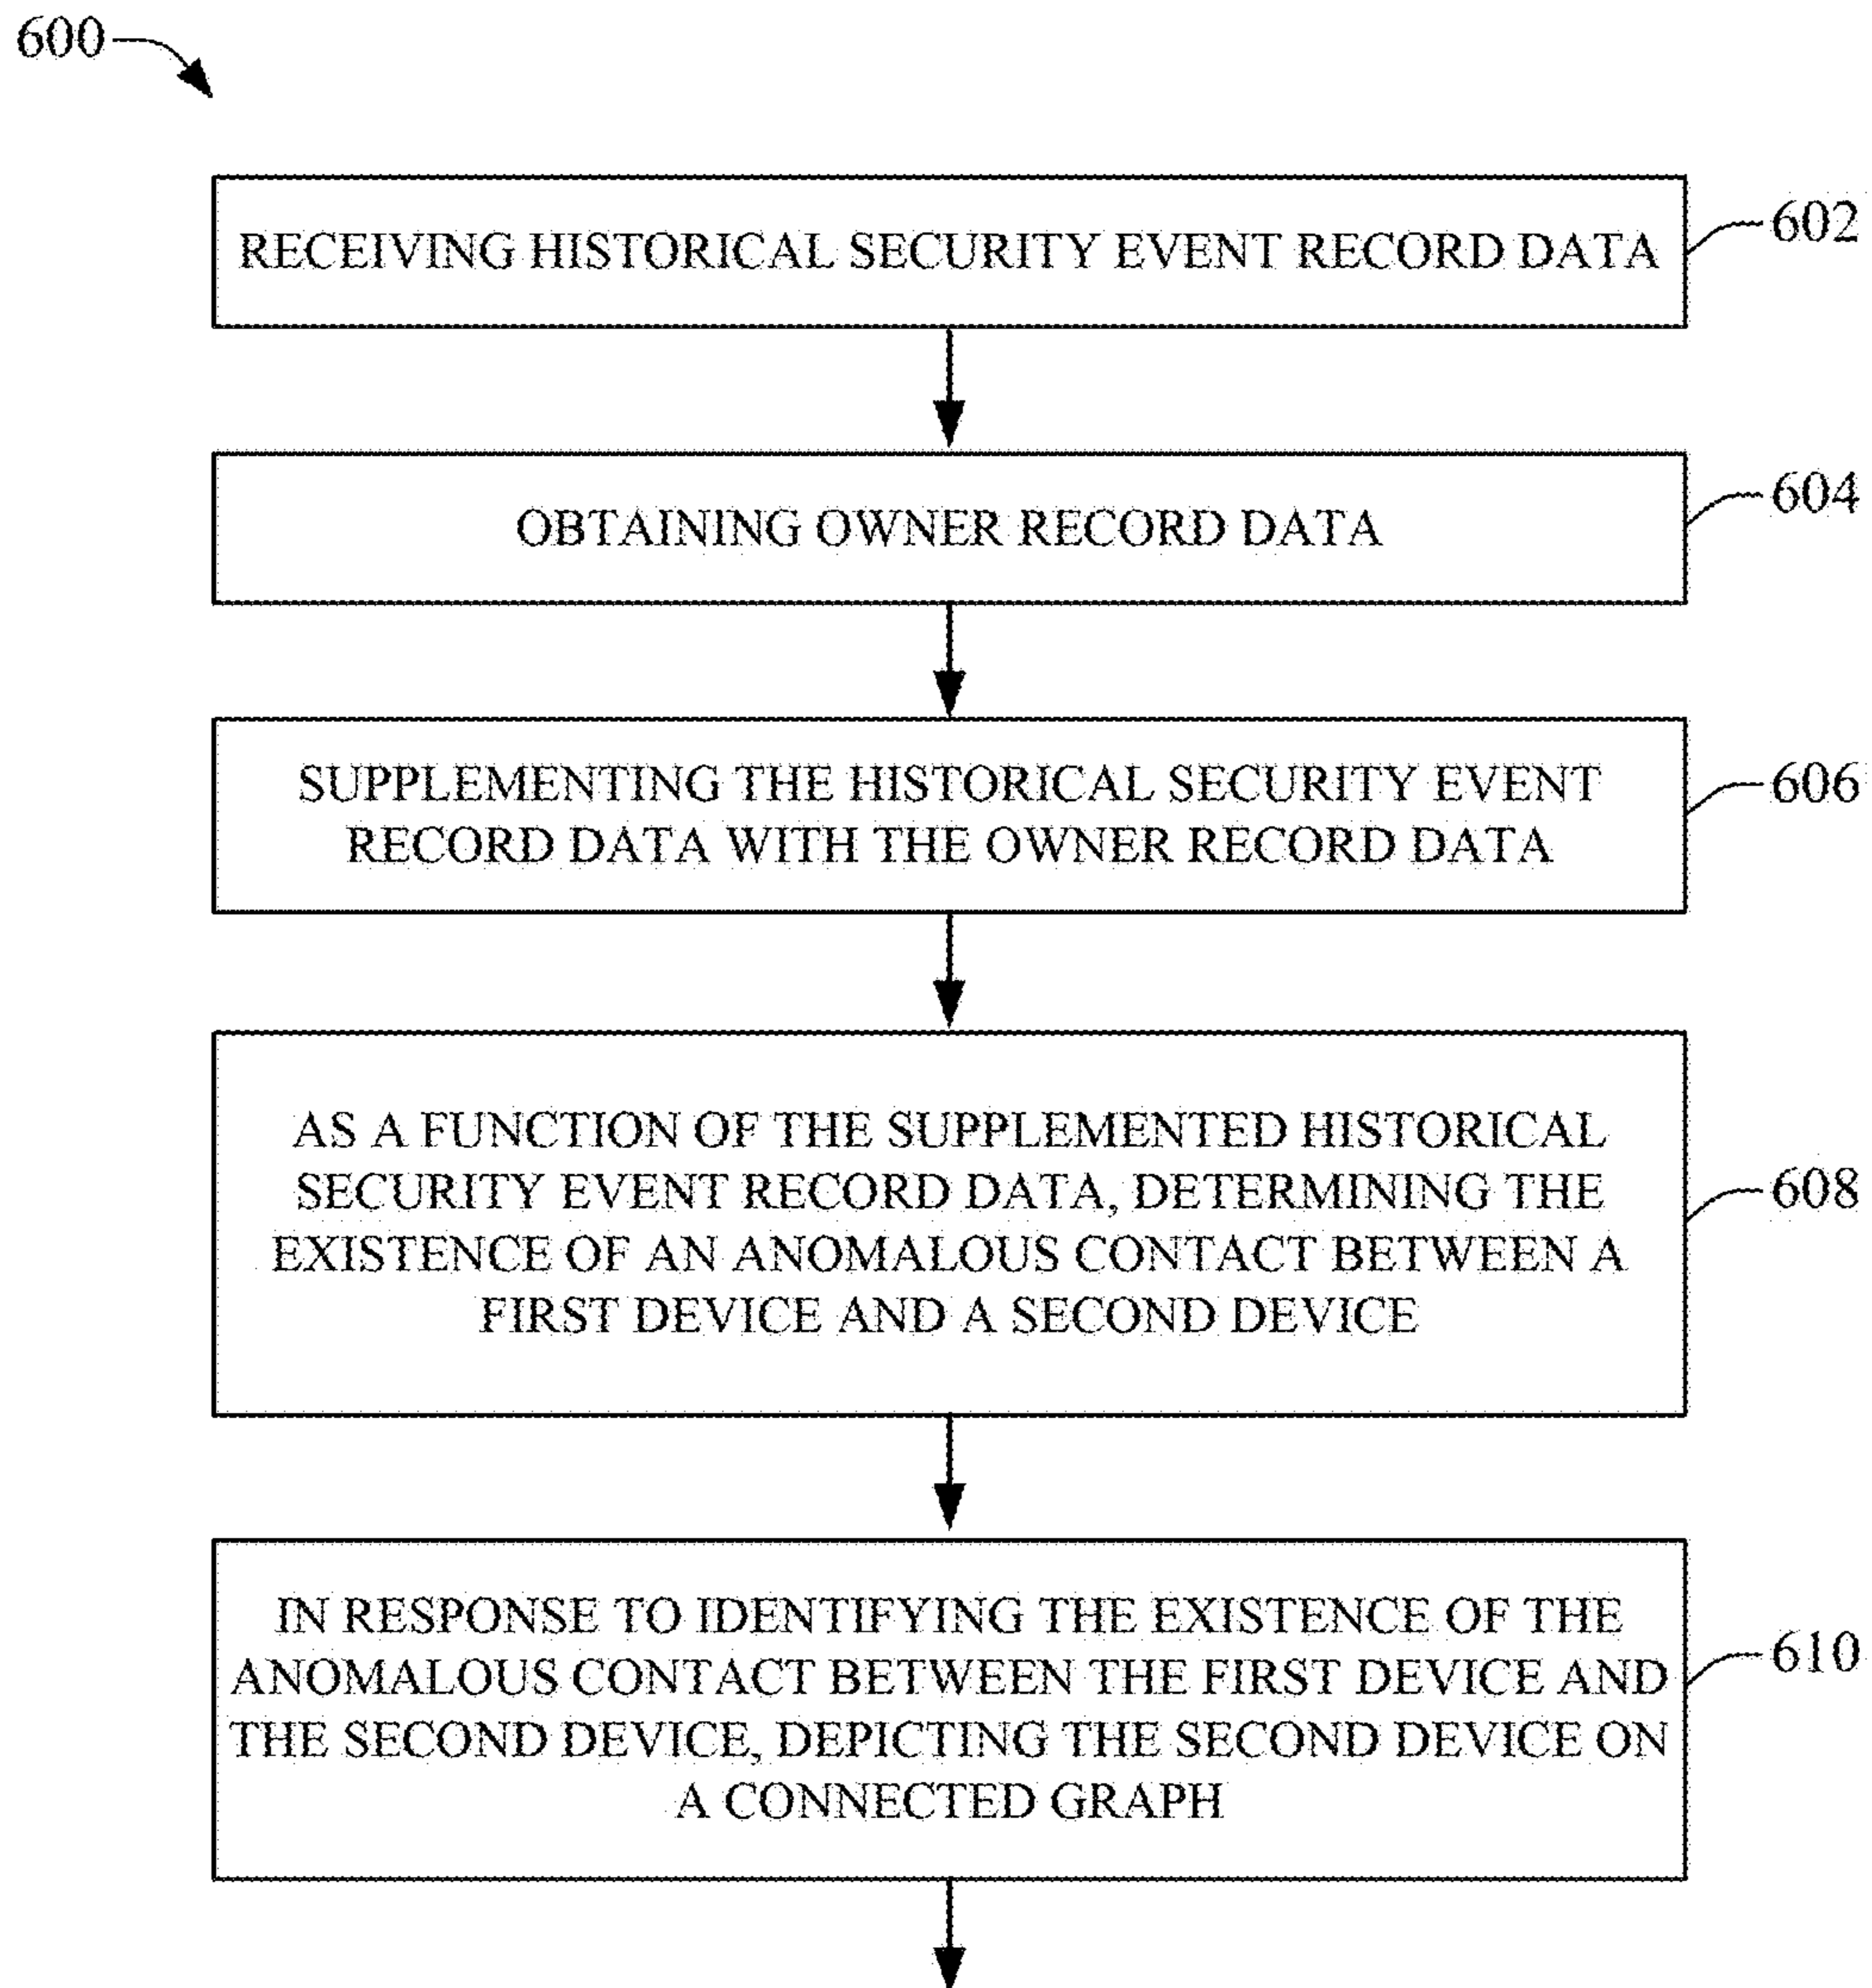 600
RECEIVING HISTORICAL SECURITY EVENT RECORD DATA
602
OBTAINING OWNER RECORD DATA
604
SUPPLEMENTING THE HISTORICAL SECURITY EVENT
RECORD DATA WITH THE OWNER RECORD DATA
606
AS A FUNCTION OF THE SUPPLEMENTED HISTORICAL
SECURITY EVENT RECORD DATA, DETERMINING THE
EXISTENCE OF AN ANOMALOUS CONTACT BETWEEN A
FIRST DEVICE AND A SECOND DEVICE
608
IN RESPONSE TO IDENTIFYING THE EXISTENCE OF THE
ANOMALOUS CONTACT BETWEEN THE FIRST DEVICE AND
THE SECOND DEVICE, DEPICTING THE SECOND DEVICE ON
A CONNECTED GRAPH
610